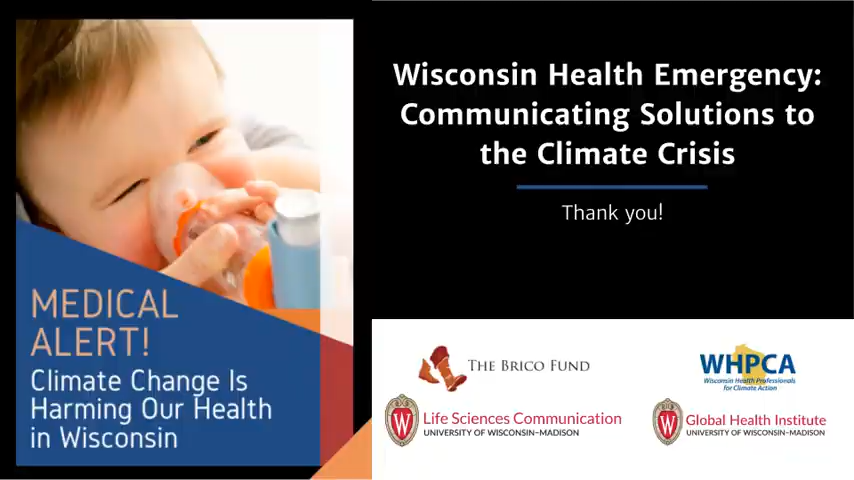 MEDICAL
ALERT!
Climate Change Is
Harming Our Health
in Wisconsin
Wisconsin Health Emergency:
Communicating Solutions to
the Climate Crisis
Thank you!
THE BRICO FUND
WHPCA
Wisconsin Health Professionals
for Climate Action
W
Life Sciences Communication
UNIVERSITY OF WISCONSIN–MADISON
W
Global Health Institute
UNIVERSITY OF WISCONSIN–MADISON